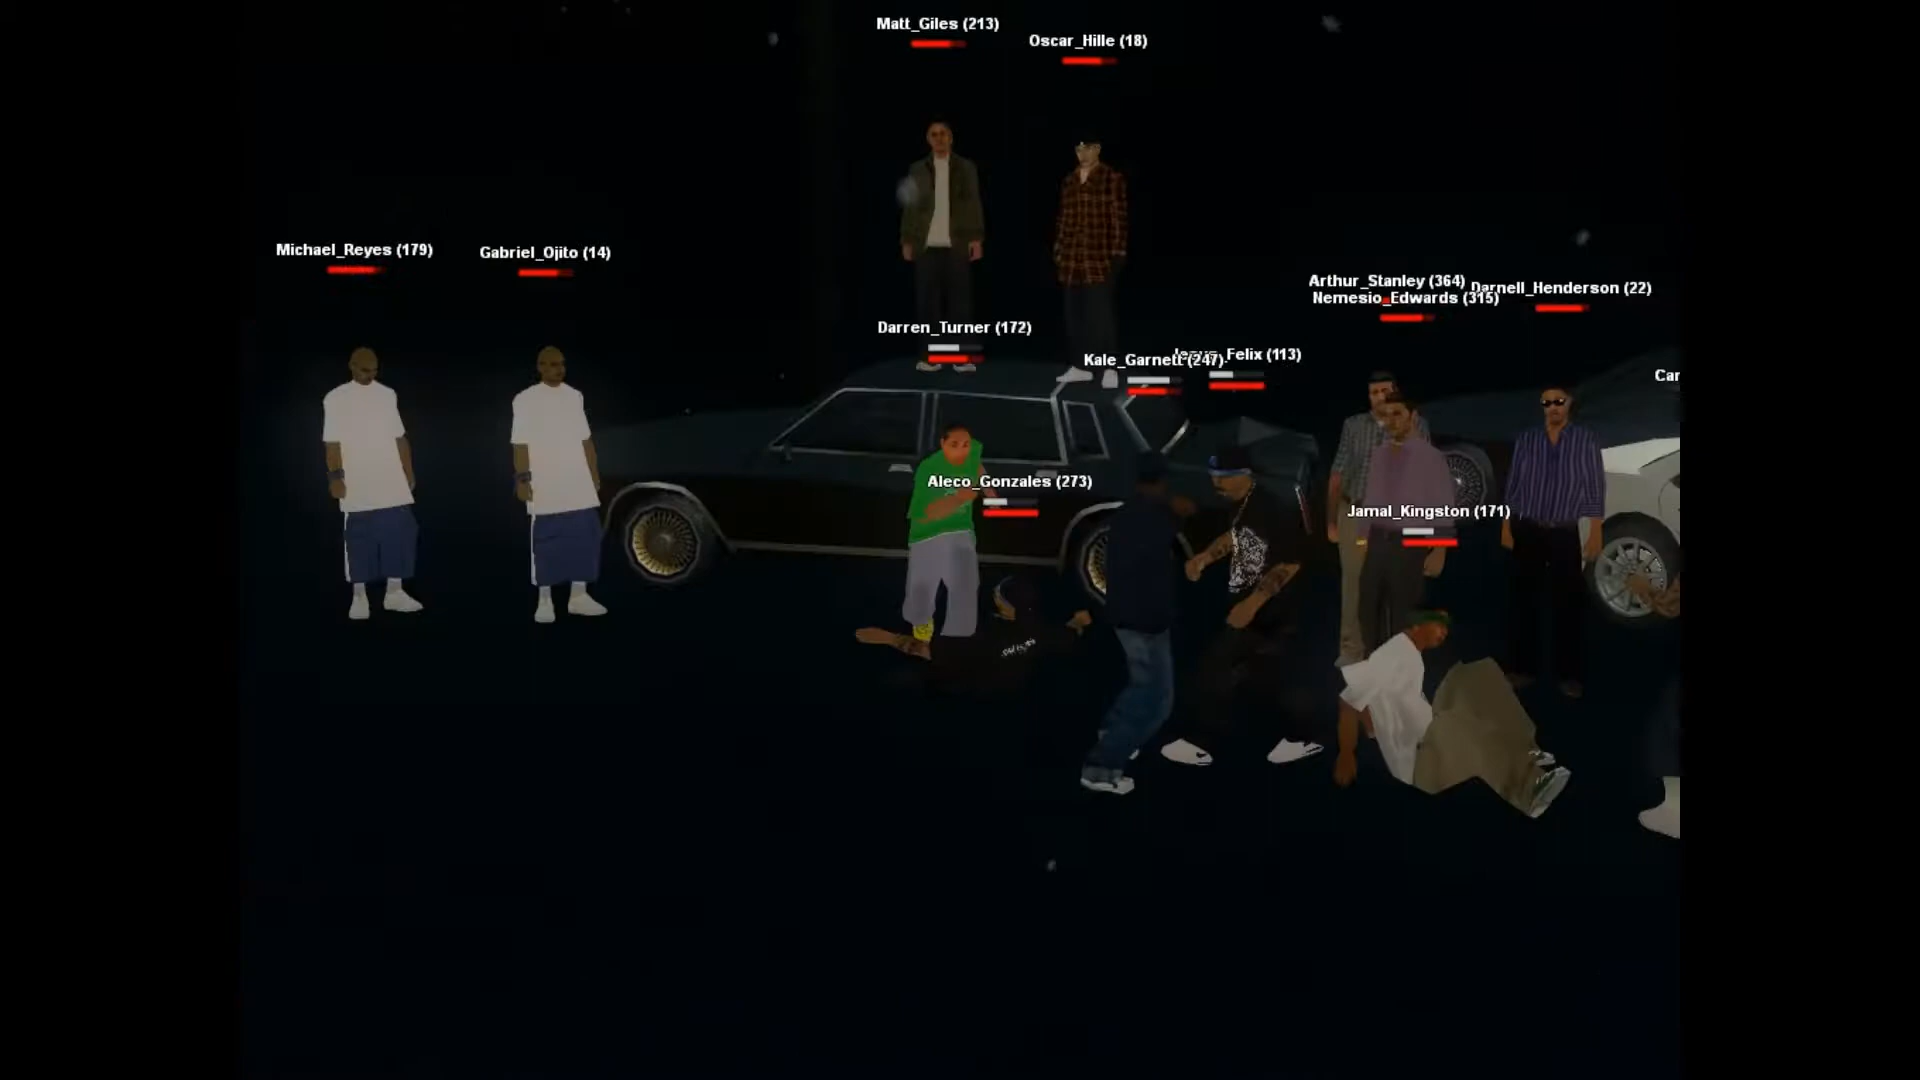 Matt_Giles (213)
Oscar_Hille (18)
Michael_Reyes (179)
Gabriel_Ojito (14)
Arthur_Stanley (364)
Darnell_Henderson (22)
Nemesio_Edwards (315)
Darren_Turner (172)
Kale_Garnett (247)
Felix (113)
Car
Aleco_Gonzales (273)
Jamal_Kingston (171)